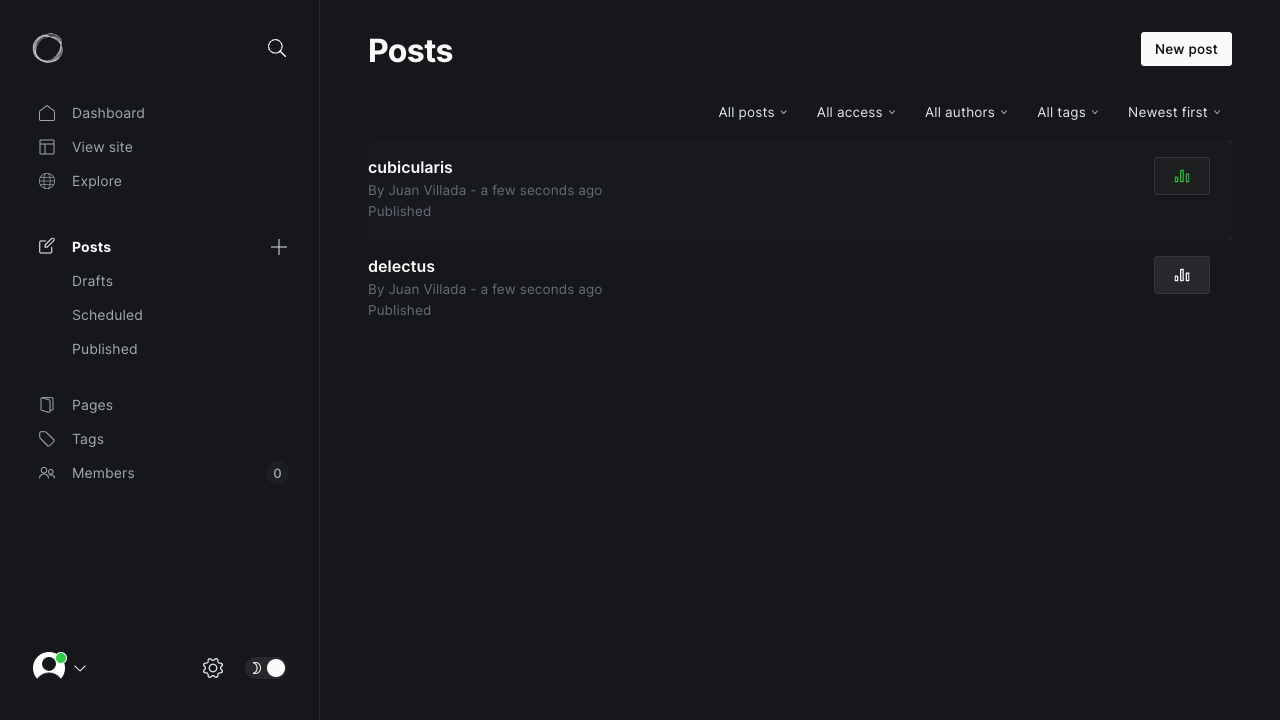 Posts
New post
Dashboard
View site
Explore
Posts
Drafts
Scheduled
Published
Pages
Tags
Members
0
All posts
All access
All authors
All tags
Newest first
cubicularis
By Juan Villada - a few seconds ago
Published
delectus
By Juan Villada - a few seconds ago
Published